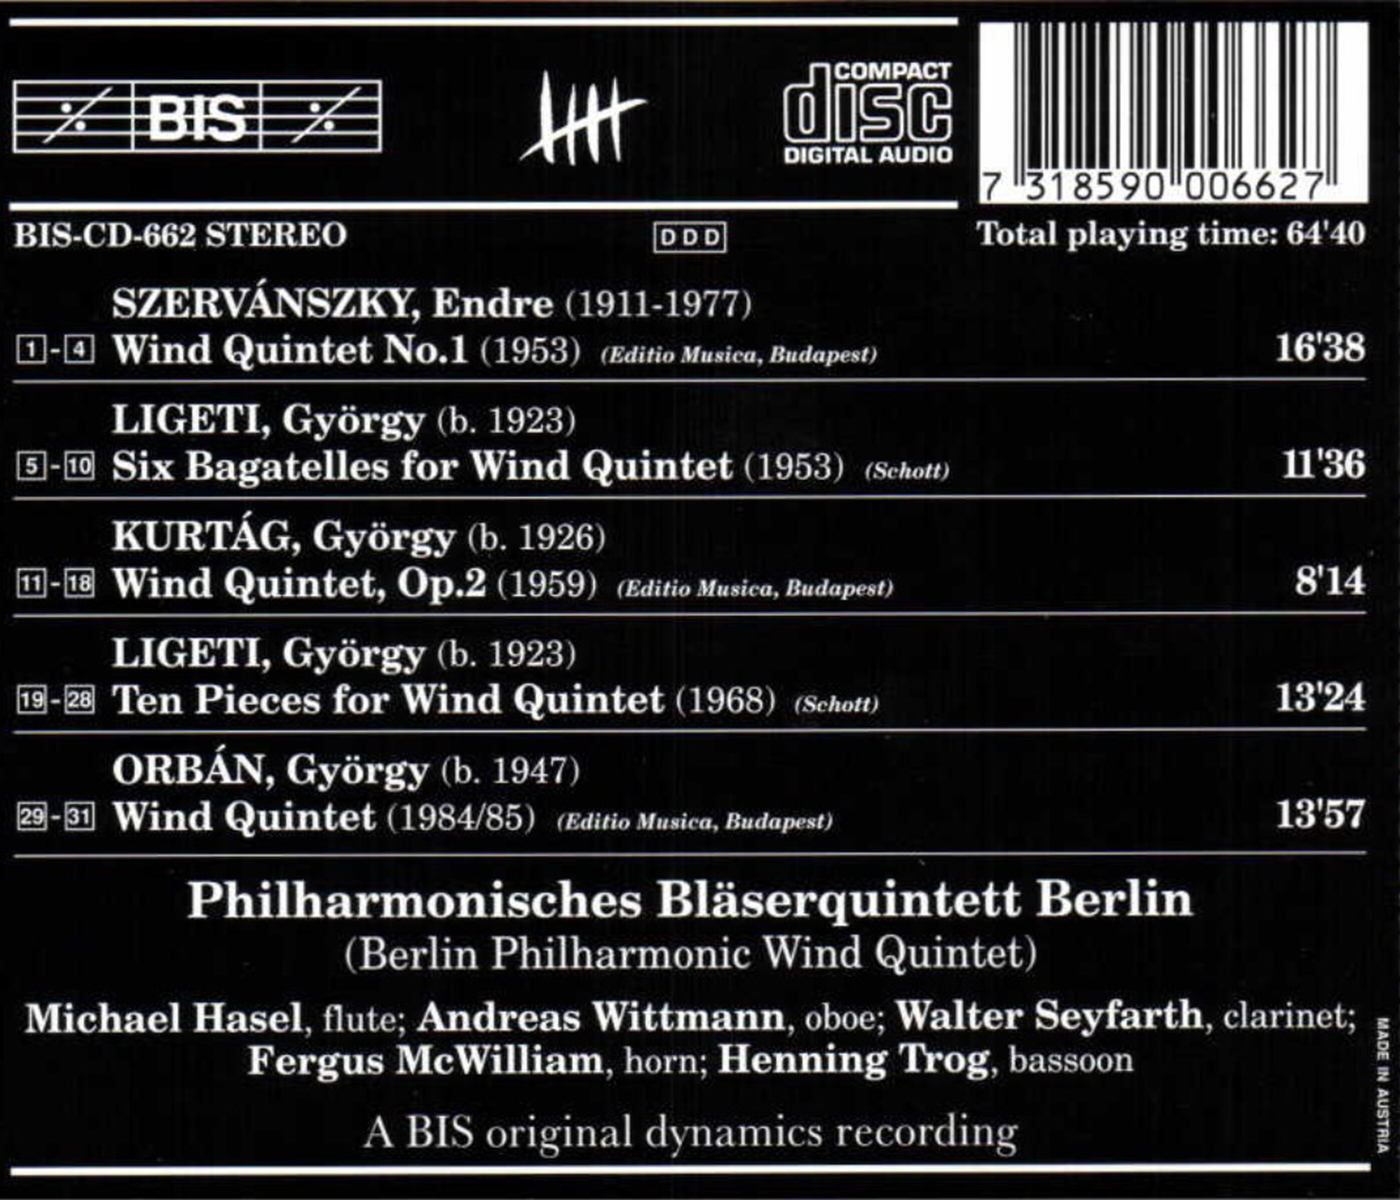 BIS
COMPACT
disc
DIGITAL AUDIO
7 318590 006627
BIS-CD-662 STEREO
DDD
Total playing time: 64'40
SZERVÁNSZKY, Endre (1911-1977)
1-4 Wind Quintet No.1 (1953) (Editio Musica, Budapest) 16'38
LIGETI, György (b. 1923)
5-10 Six Bagatelles for Wind Quintet (1953) (Schott) 11'36
KURTÁG, György (b. 1926)
11-18 Wind Quintet, Op.2 (1959) (Editio Musica, Budapest) 8'14
LIGETI, György (b. 1923)
19-28 Ten Pieces for Wind Quintet (1968) (Schott) 13'24
ORBÁN, György (b. 1947)
29-31 Wind Quintet (1984/85) (Editio Musica, Budapest) 13'57
Philharmonisches Bläserquintett Berlin
(Berlin Philharmonic Wind Quintet)
Michael Hasel, flute; Andreas Wittmann, oboe; Walter Seyfarth, clarinet;
Fergus McWilliam, horn; Henning Trog, bassoon
A BIS original dynamics recording
MADE IN AUSTRIA